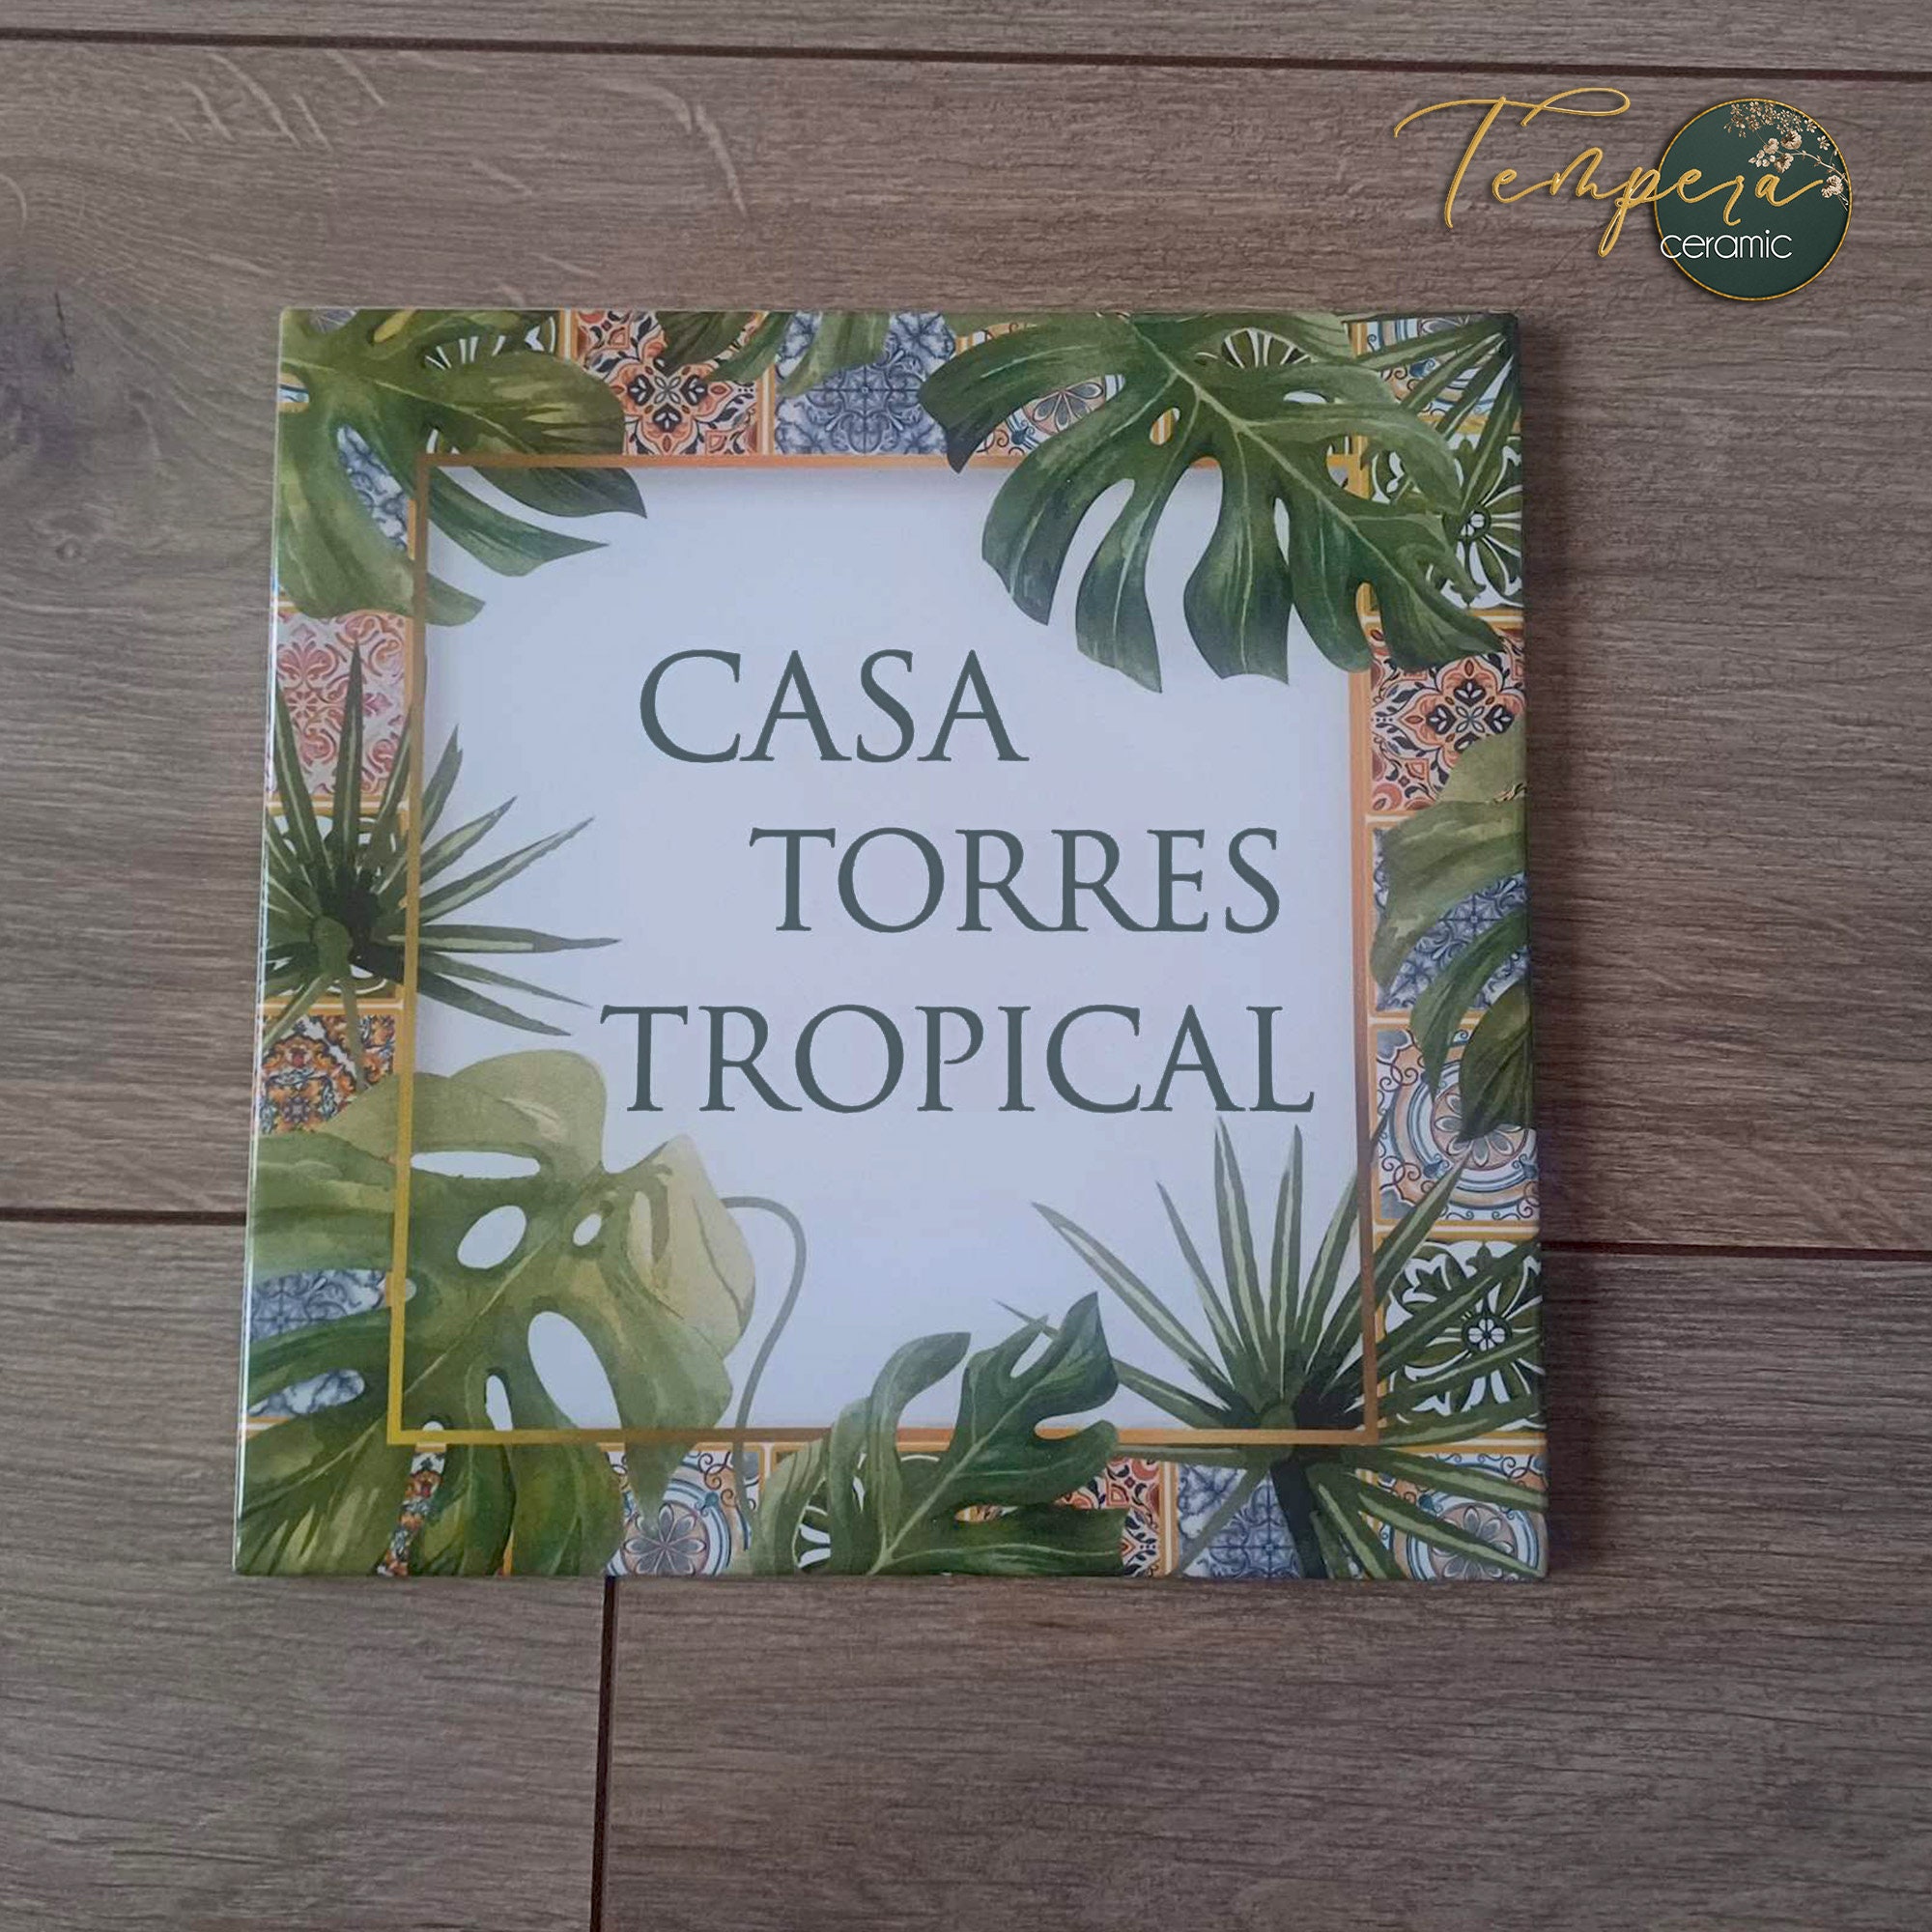 Tempera
ceramic
CASA
TORRES
TROPICAL